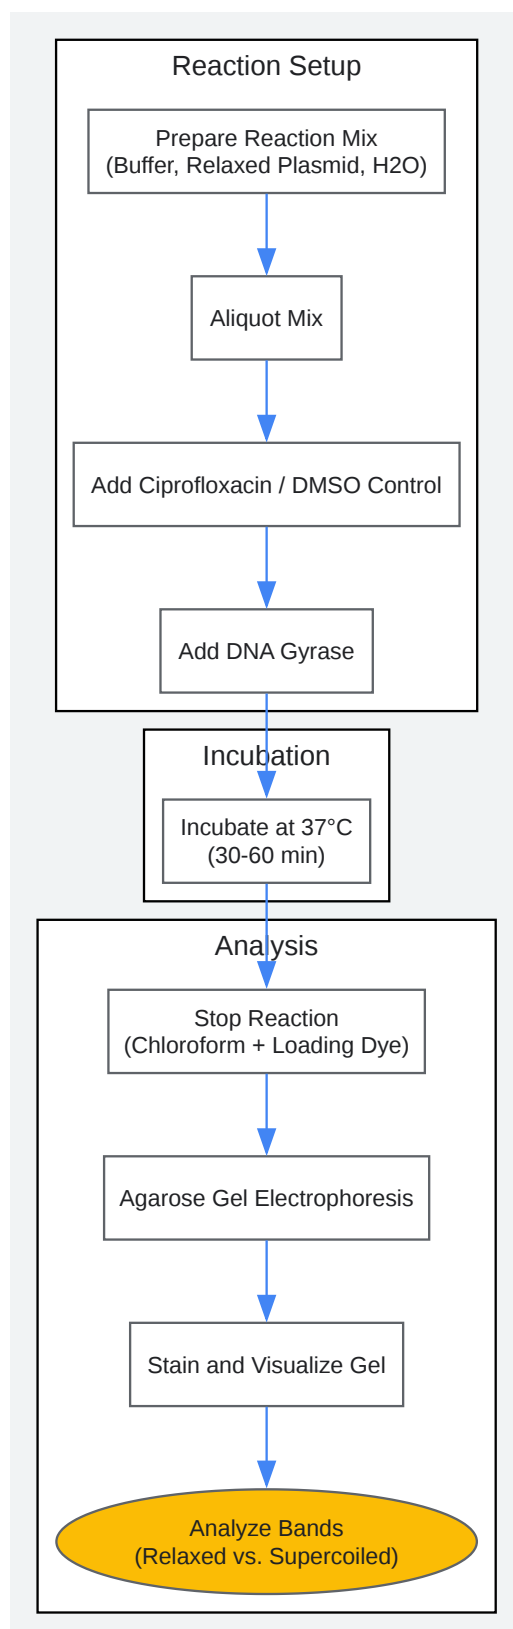 Reaction Setup
Prepare Reaction Mix
(Buffer, Relaxed Plasmid, H2O)
Aliquot Mix
Add Ciprofloxacin / DMSO Control
Add DNA Gyrase
Incubation
Incubate at 37°C
(30-60 min)
Analysis
Stop Reaction
(Chloroform + Loading Dye)
Agarose Gel Electrophoresis
Stain and Visualize Gel
Analyze Bands
(Relaxed vs. Supercoiled)